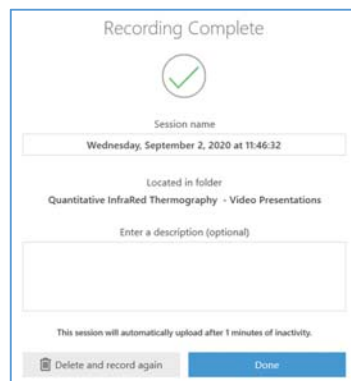 Recording Complete
Session name
Wednesday, September 2, 2020 at 11:46:32
Located in folder
Quantitative InfraRed Thermography - Video Presentations
Enter a description (optional)
This session will automatically upload after 1 minutes of inactivity.
Delete and record again
Done